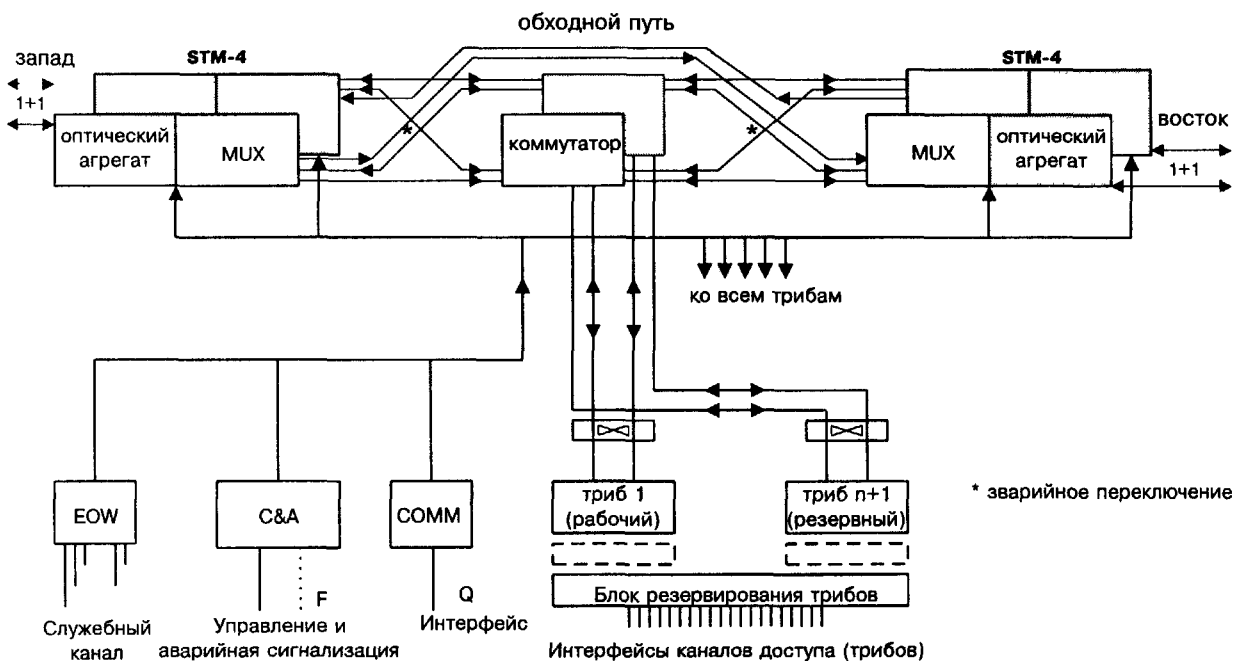 обходной путь
запад
STM-4
STM-4
1+1
восток
оптический
агрегат
MUX
коммутатор
MUX
оптический
агрегат
1+1
ко всем трибам
EOW
C&A
COMM
триб 1
(рабочий)
триб n+1
(резервный)
* зварийное переключение
Блок резервирования трибов
F
Q
Служебный
канал
Управление и
аварийная сигнализация
Интерфейс
Интерфейсы каналов доступа (трибов)